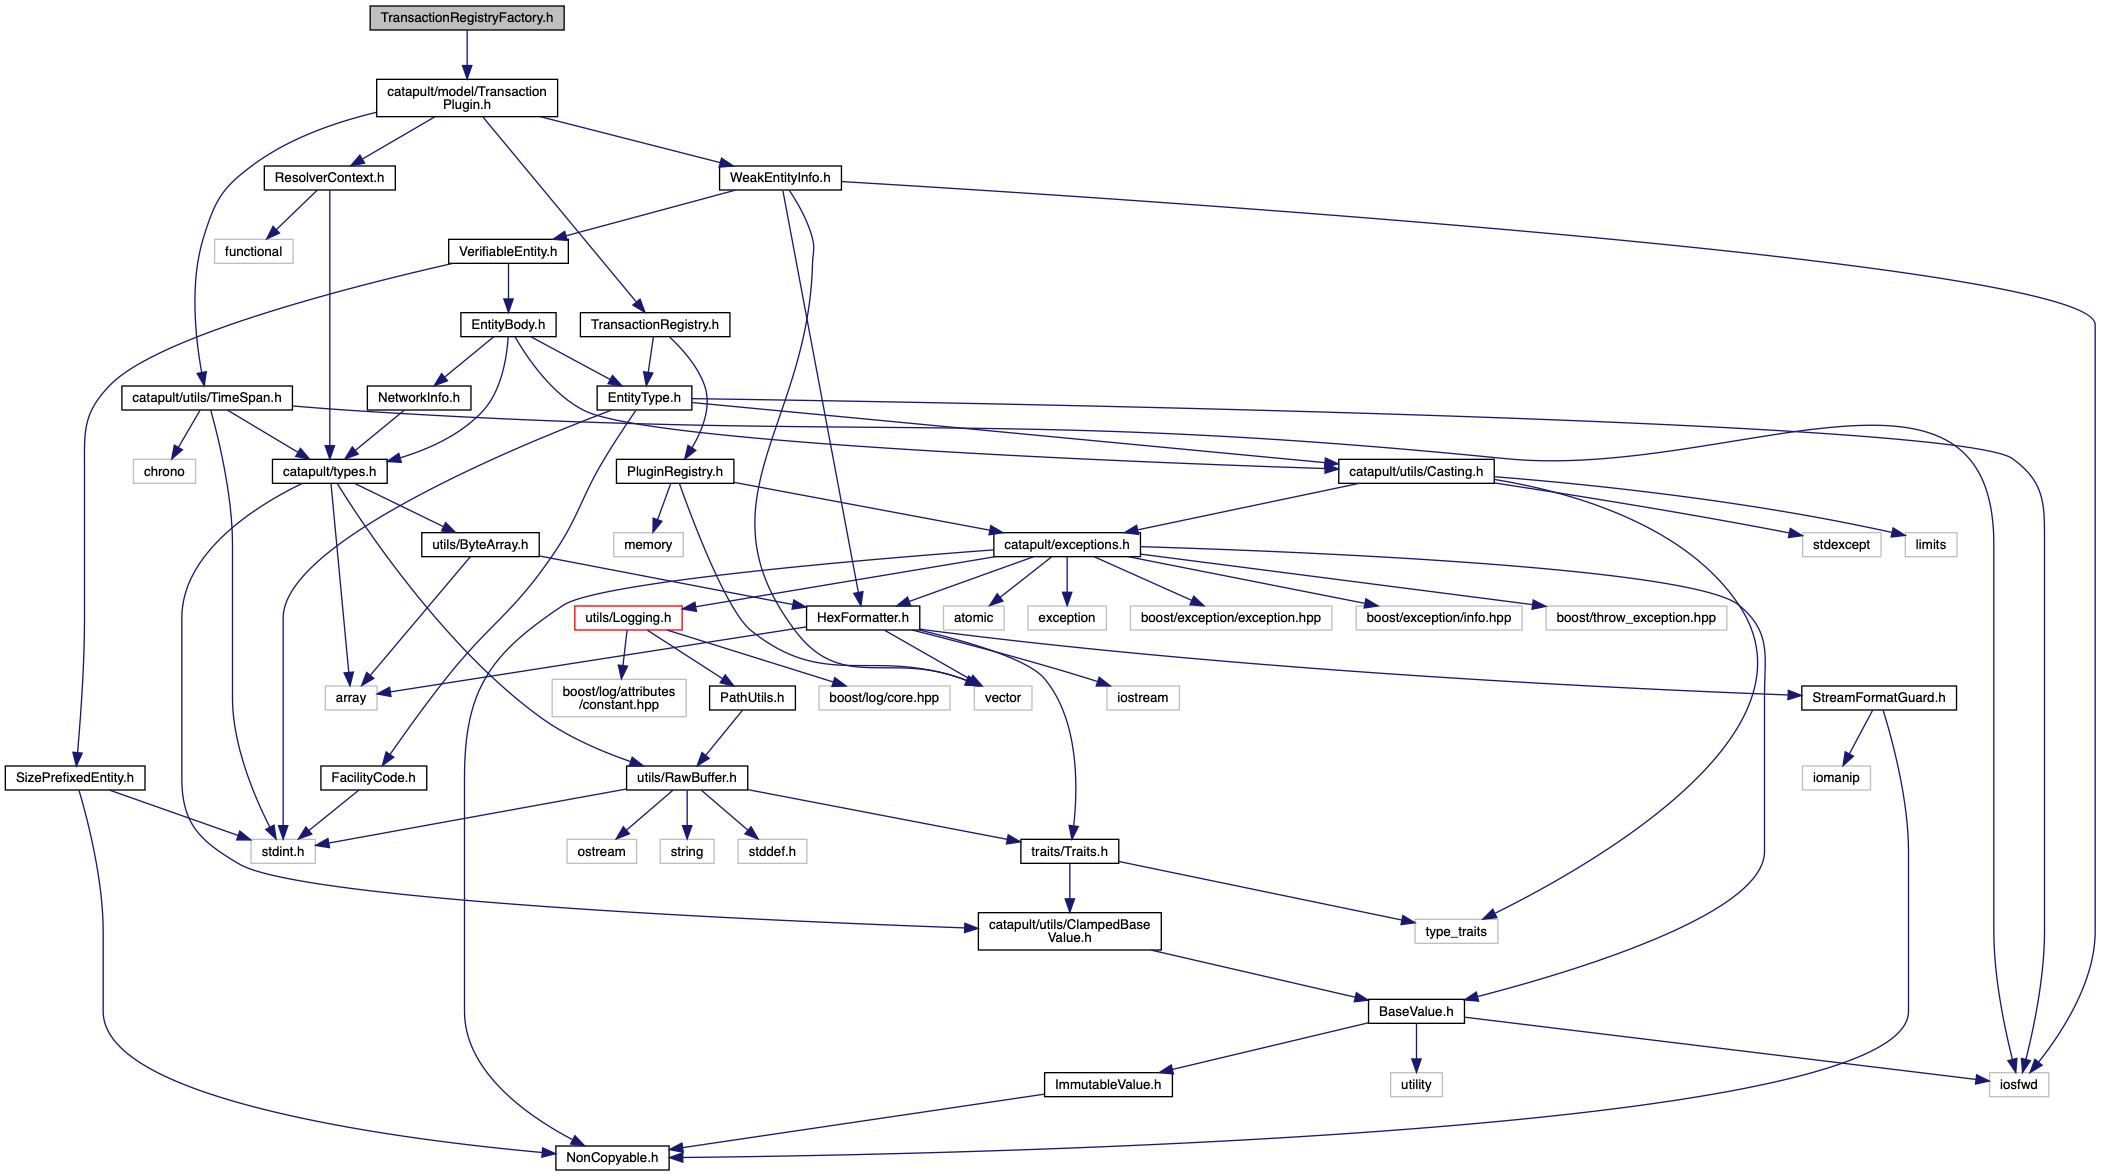 TransactionRegistryFactory.h
catapult/model/Transaction
Plugin.h
ResolverContext.h
WeakEntityInfo.h
functional
VerifiableEntity.h
EntityBody.h
TransactionRegistry.h
catapult/utils/TimeSpan.h
NetworkInfo.h
EntityType.h
chrono
catapult/types.h
PluginRegistry.h
catapult/utils/Casting.h
utils/ByteArray.h
memory
catapult/exceptions.h
stdexcept
limits
utils/Logging.h
HexFormatter.h
atomic
exception
boost/exception/exception.hpp
boost/exception/info.hpp
boost/throw_exception.hpp
array
boost/log/attributes
/constant.hpp
PathUtils.h
boost/log/core.hpp
vector
iostream
StreamFormatGuard.h
SizePrefixedEntity.h
FacilityCode.h
utils/RawBuffer.h
iomanip
stdint.h
ostream
string
stddef.h
traits/Traits.h
catapult/utils/ClampedBase
Value.h
type_traits
BaseValue.h
ImmutableValue.h
utility
iosfwd
NonCopyable.h